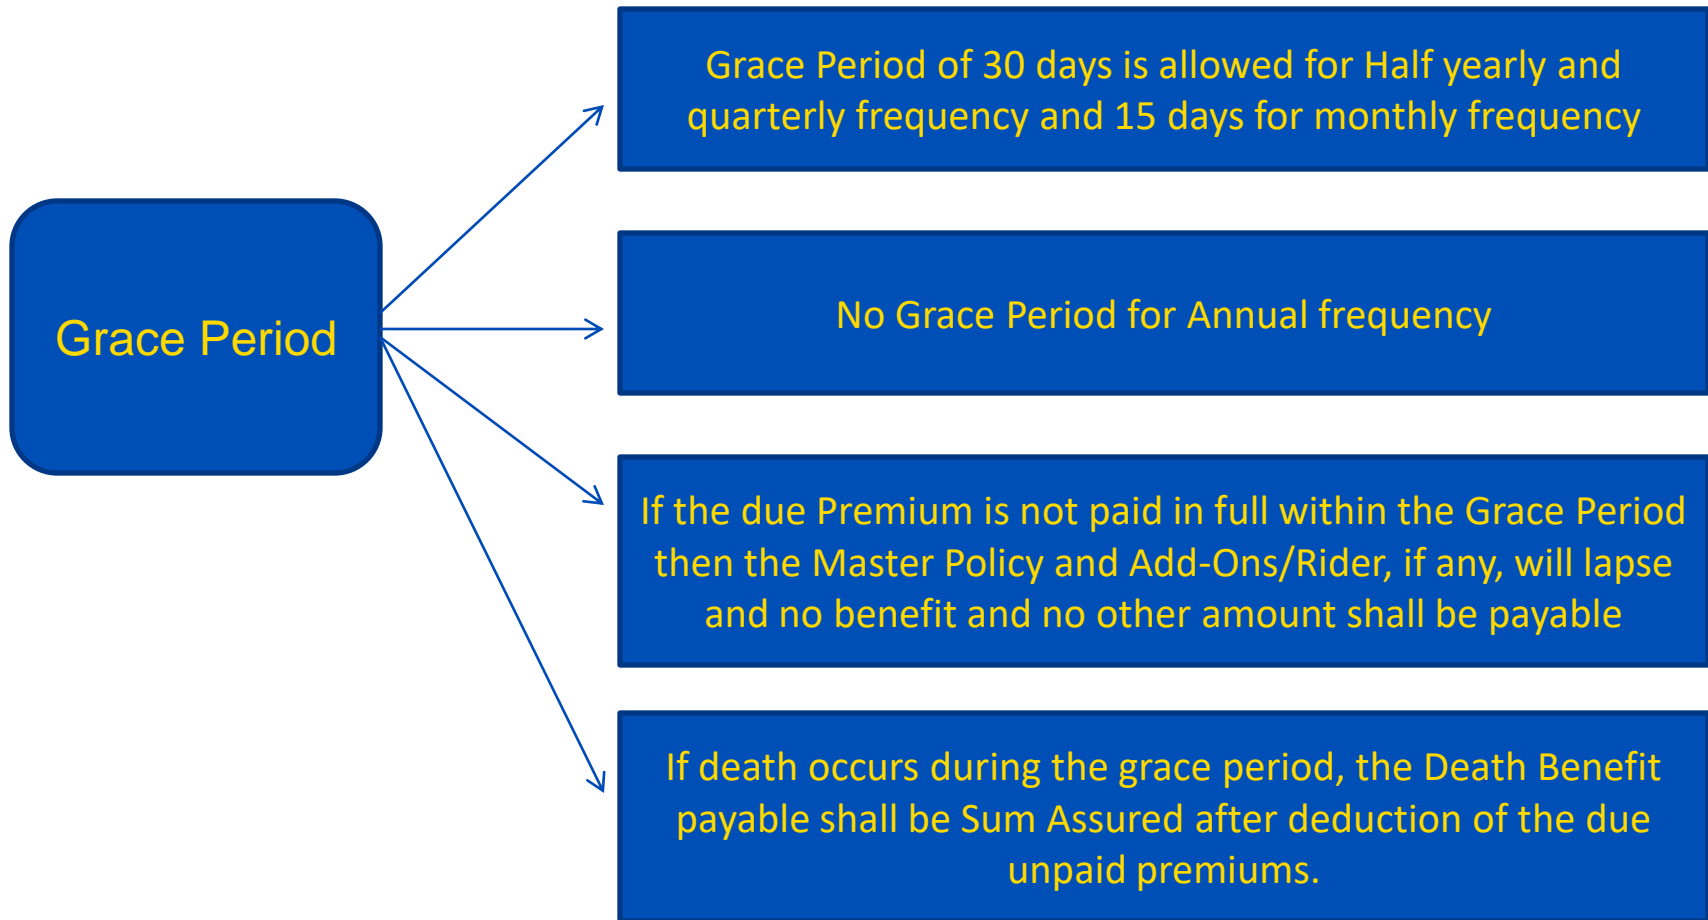 Grace Period
Grace Period of 30 days is allowed for Half yearly and
quarterly frequency and 15 days for monthly frequency
No Grace Period for Annual frequency
If the due Premium is not paid in full within the Grace Period
then the Master Policy and Add-Ons/Rider, if any, will lapse
and no benefit and no other amount shall be payable
If death occurs during the grace period, the Death Benefit
payable shall be Sum Assured after deduction of the due
unpaid premiums.